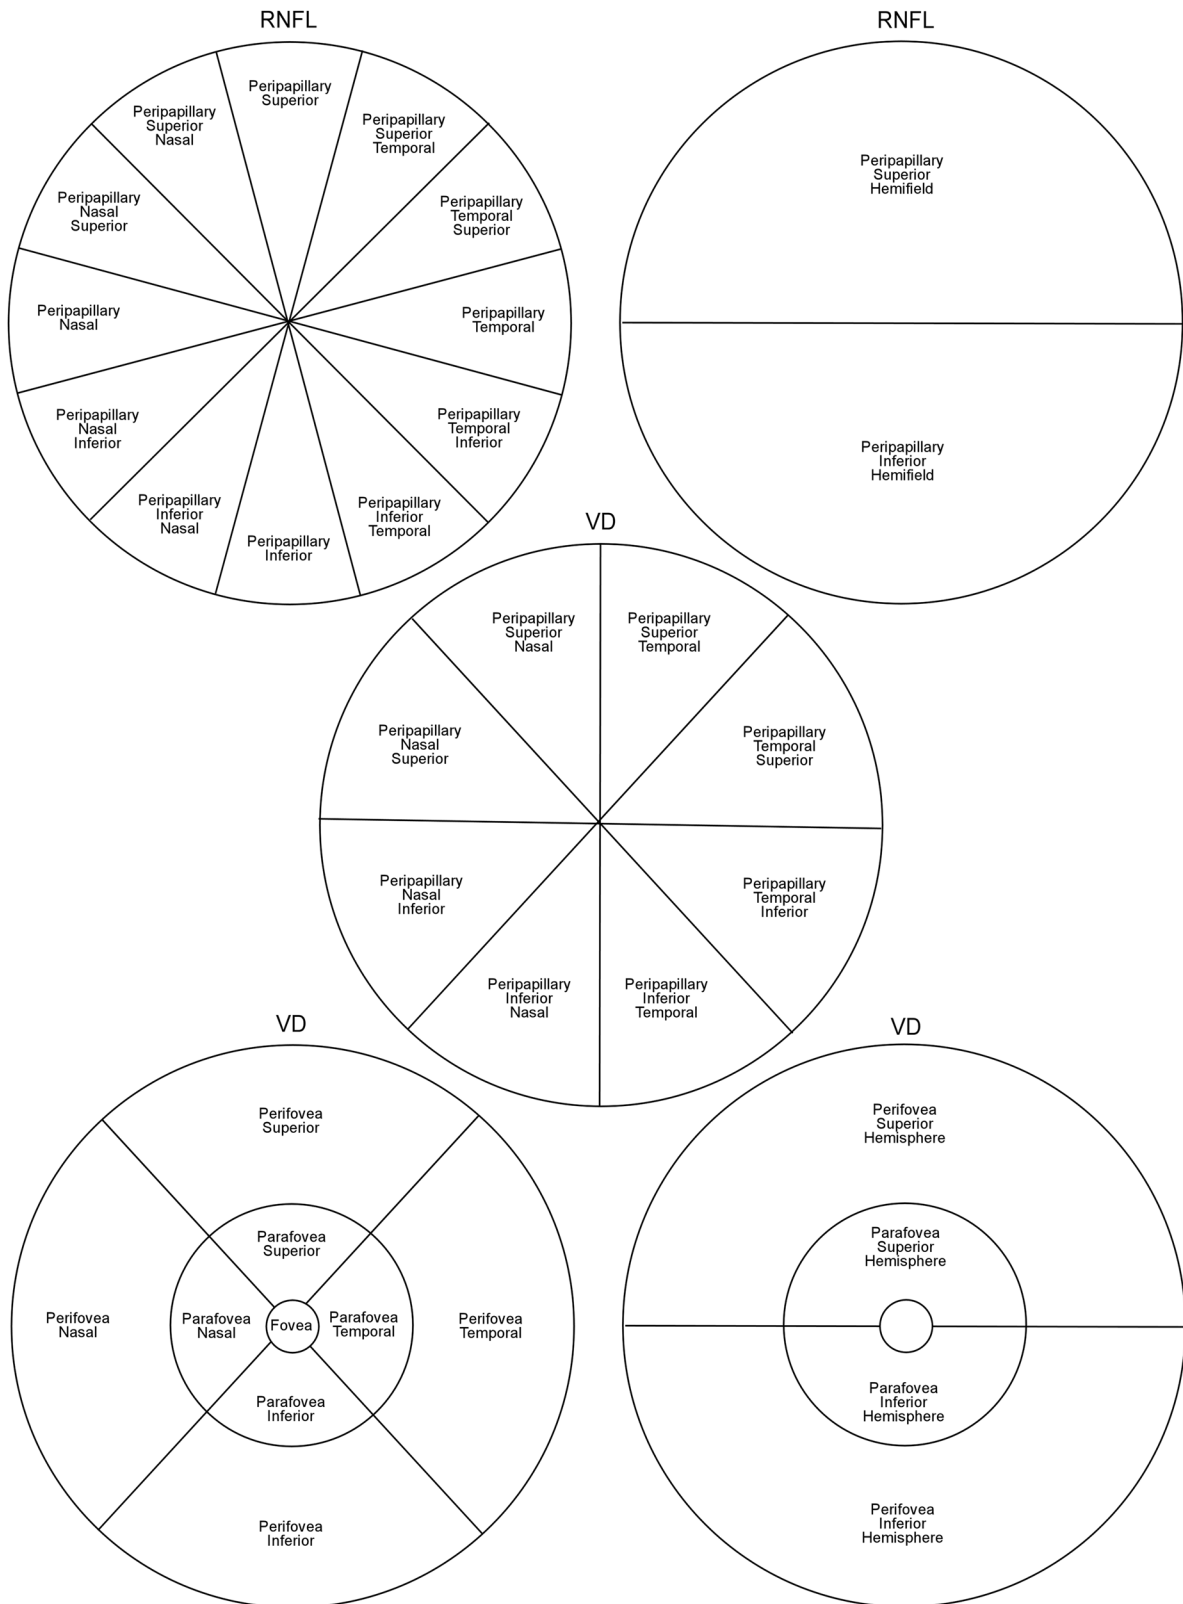 RNFL
Peripapillary
Superior
Peripapillary
Superior
Nasal
Peripapillary
Superior
Temporal
Peripapillary
Nasal
Superior
Peripapillary
Temporal
Superior
Peripapillary
Nasal
Peripapillary
Temporal
Peripapillary
Nasal
Inferior
Peripapillary
Temporal
Inferior
Peripapillary
Inferior
Nasal
Peripapillary
Inferior
Temporal
Peripapillary
Inferior
RNFL
Peripapillary
Superior
Hemifield
Peripapillary
Inferior
Hemifield
VD
Peripapillary
Superior
Nasal
Peripapillary
Superior
Temporal
Peripapillary
Nasal
Superior
Peripapillary
Temporal
Superior
Peripapillary
Nasal
Inferior
Peripapillary
Temporal
Inferior
Peripapillary
Inferior
Nasal
Peripapillary
Inferior
Temporal
VD
Perifovea
Superior
Parafovea
Superior
Perifovea
Nasal
Parafovea
Nasal
Fovea
Parafovea
Temporal
Perifovea
Temporal
Parafovea
Inferior
Perifovea
Inferior
VD
Perifovea
Superior
Hemisphere
Parafovea
Superior
Hemisphere
Parafovea
Inferior
Hemisphere
Perifovea
Inferior
Hemisphere